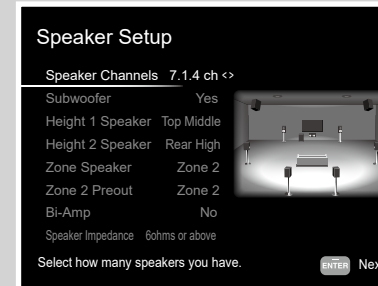 Speaker Setup
Speaker Channels 7.1.4 ch <>
Subwoofer Yes
Height 1 Speaker Top Middle
Height 2 Speaker Rear High
Zone Speaker Zone 2
Zone 2 Preout Zone 2
Bi-Amp No
Speaker Impedance 6ohms or above
Select how many speakers you have.
ENTER